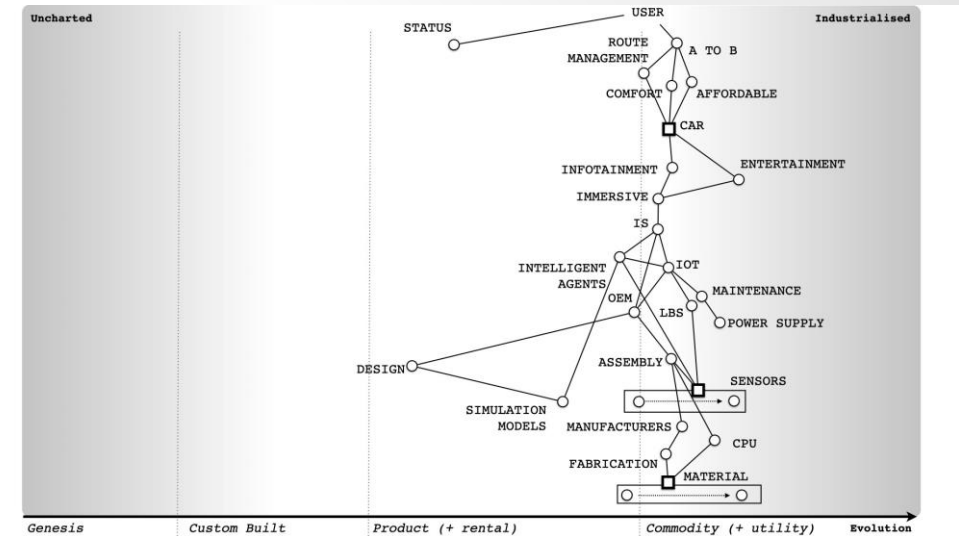 Uncharted
USER
Industrialised
STATUS
ROUTE
MANAGEMENT
A TO B
COMFORT
AFFORDABLE
CAR
INFOTAINMENT
ENTERTAINMENT
IMMERSIVE
IS
INTELLIGENT
AGENTS
IOT
OEM
MAINTENANCE
LBS
POWER SUPPLY
DESIGN
ASSEMBLY
SENSORS
SIMULATION
MODELS
MANUFACTURERS
CPU
FABRICATION
MATERIAL
Genesis
Custom Built
Product (+ rental)
Commodity (+ utility)
Evolution